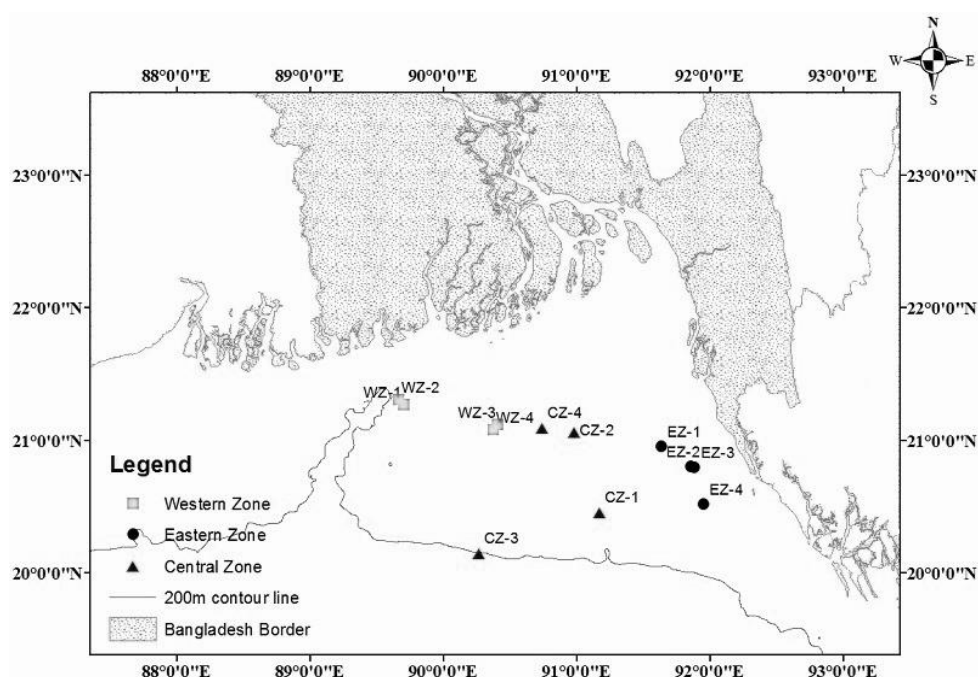 N
W E
S
88°0'0"E 89°0'0"E 90°0'0"E 91°0'0"E 92°0'0"E 93°0'0"E
23°0'0"N 23°0'0"N
22°0'0"N 22°0'0"N
WZ-1 WZ-2
WZ-3 WZ-4 CZ-4 CZ-2
21°0'0"N EZ-1 21°0'0"N
EZ-2 EZ-3
EZ-4
CZ-1
CZ-3
20°0'0"N 20°0'0"N
Legend
Western Zone
Eastern Zone
Central Zone
200m contour line
Bangladesh Border
88°0'0"E 89°0'0"E 90°0'0"E 91°0'0"E 92°0'0"E 93°0'0"E